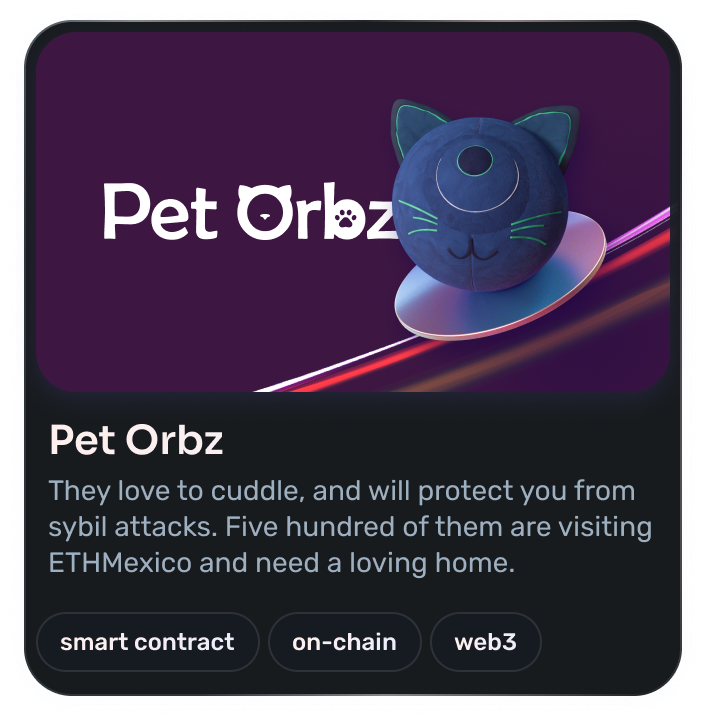 Pet Orbz
Pet Orbz
They love to cuddle, and will protect you from
sybil attacks. Five hundred of them are visiting
ETHMexico and need a loving home.
smart contract
on-chain
web3